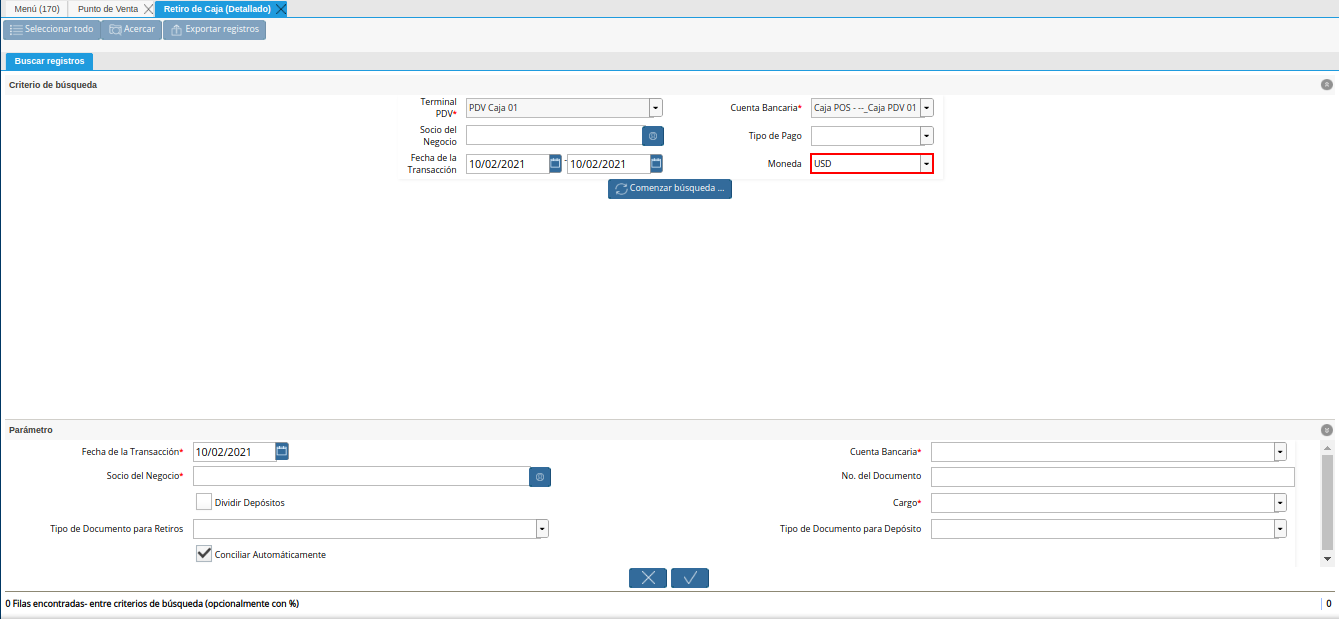 Menú (170) Punto de Venta Retiro de Caja (Detallado)
Seleccionar todo Acercar Exportar registros
Buscar registros
Criterio de búsqueda
Terminal PDV* PDV Caja 01 Cuenta Bancaria* Caja POS - --_Caja PDV 01
Socio del Negocio Tipo de Pago
Fecha de la Transacción 10/02/2021 - 10/02/2021 Moneda USD
Comenzar búsqueda ...
Parámetro
Fecha de la Transacción* 10/02/2021 Cuenta Bancaria*
Socio del Negocio* No. del Documento
Dividir Depósitos Cargo*
Tipo de Documento para Retiros Tipo de Documento para Depósito
Conciliar Automáticamente
0 Filas encontradas- entre criterios de búsqueda (opcionalmente con %) 0